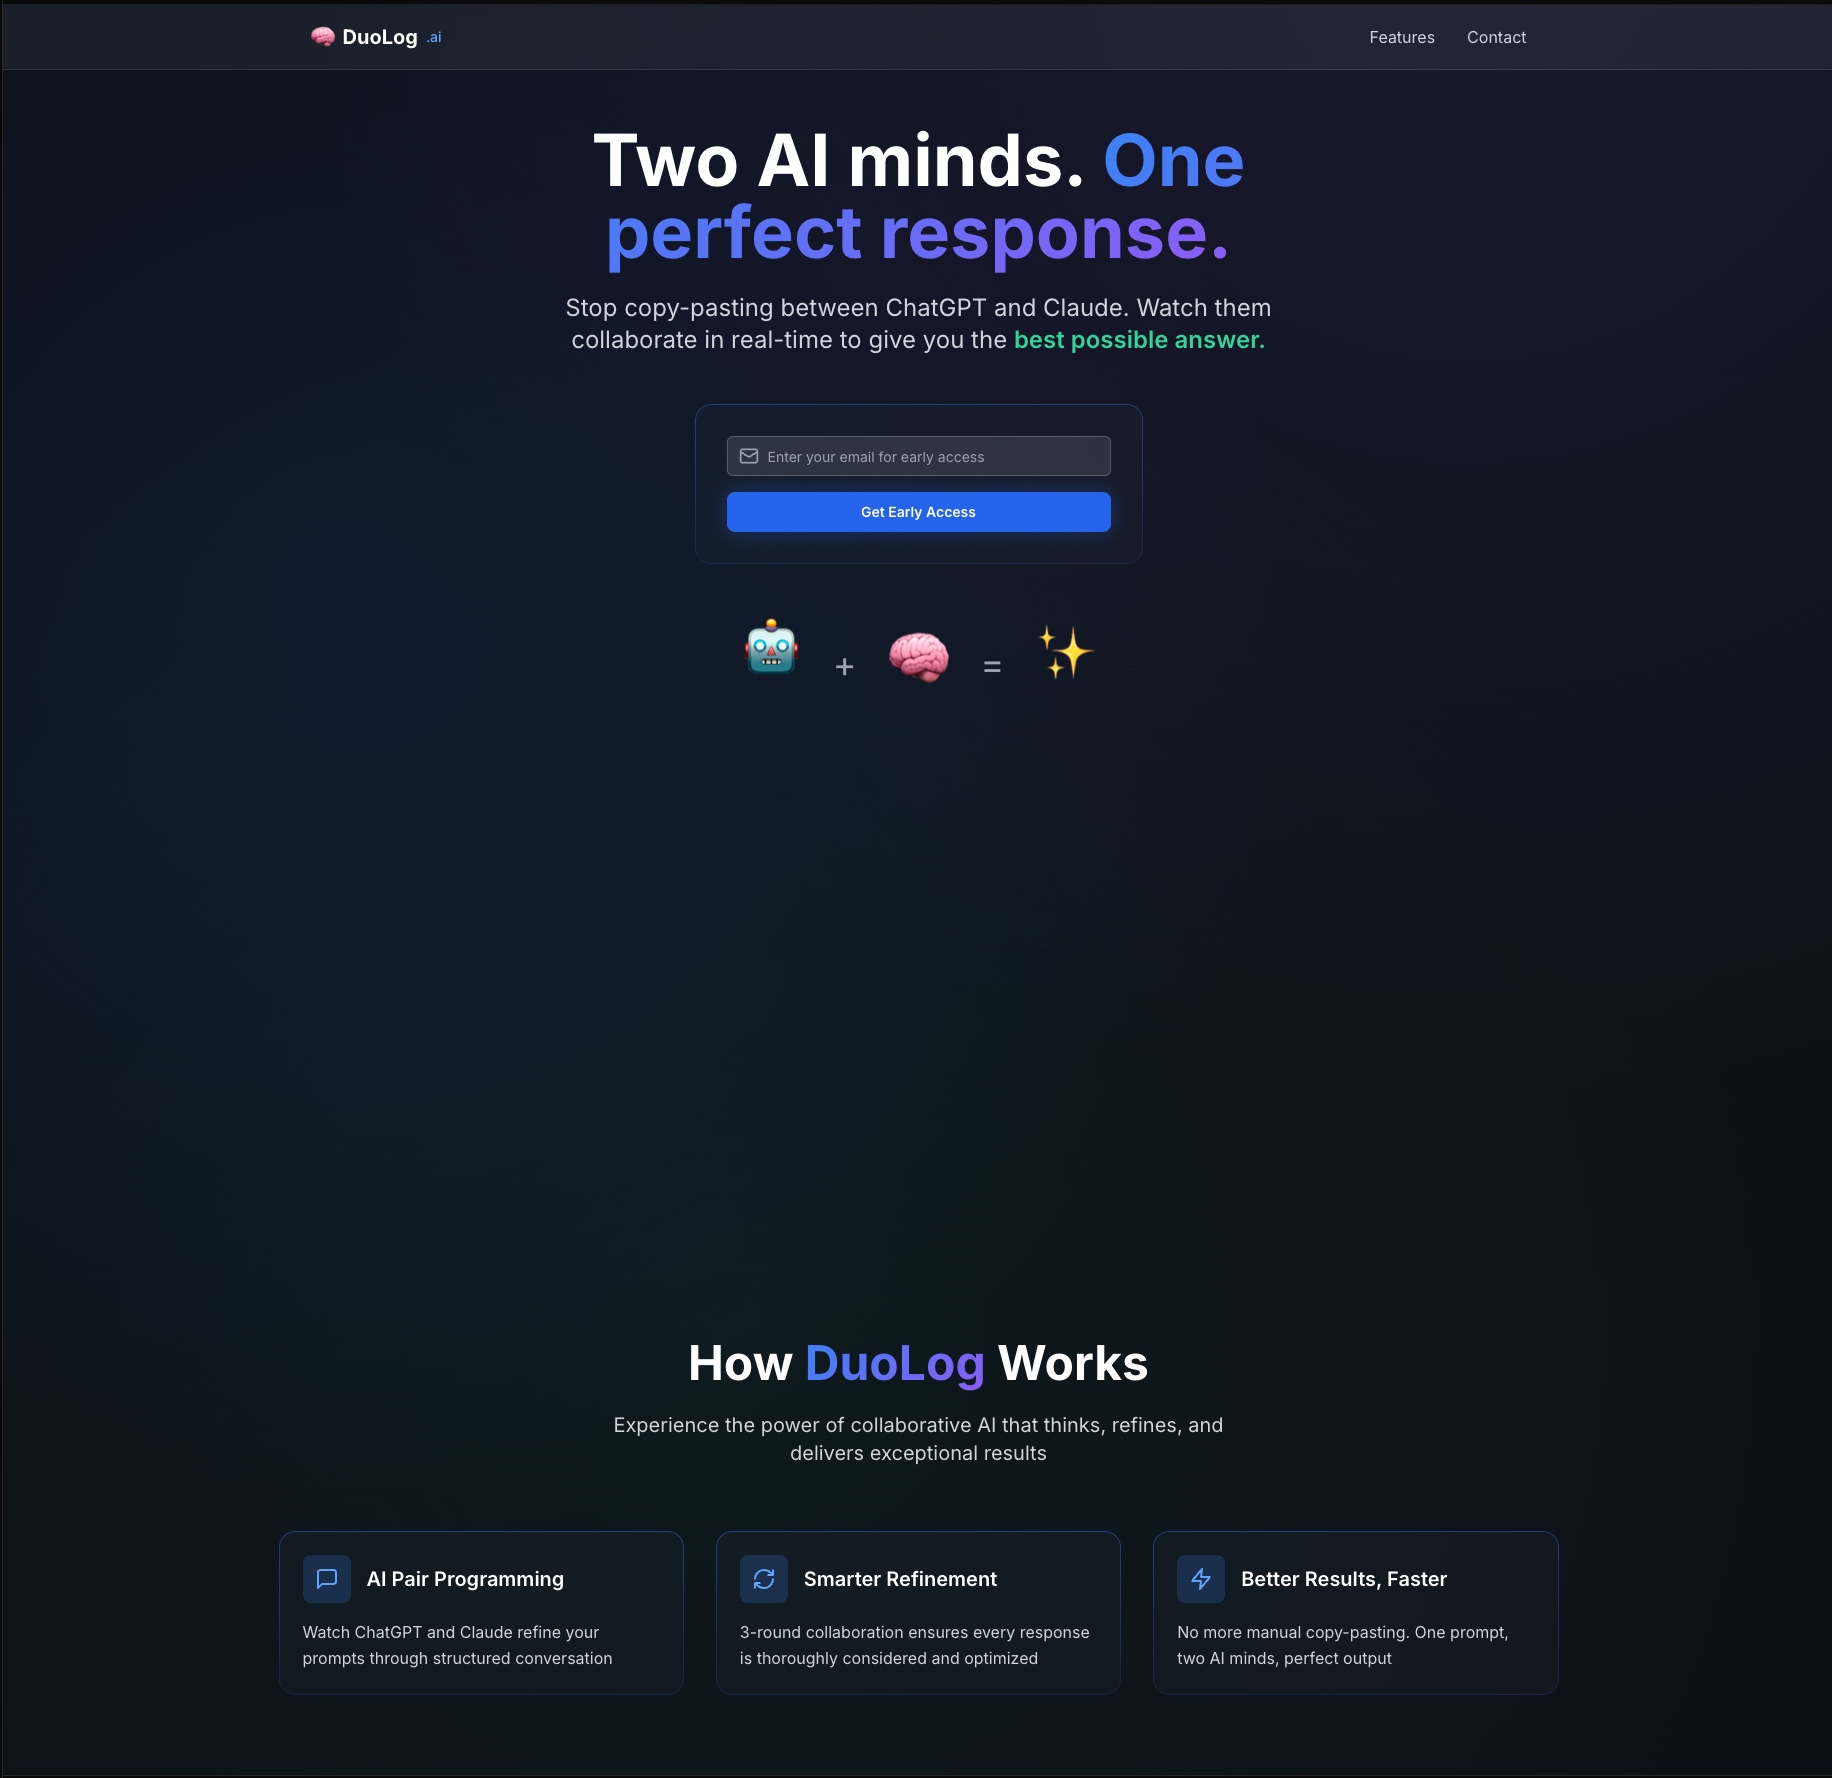 DuoLog .ai
Features
Contact
Two AI minds. One
perfect response.
Stop copy-pasting between ChatGPT and Claude. Watch them
collaborate in real-time to give you the best possible answer.
Enter your email for early access
Get Early Access
+
=
How DuoLog Works
Experience the power of collaborative AI that thinks, refines, and
delivers exceptional results
AI Pair Programming
Watch ChatGPT and Claude refine your
prompts through structured conversation
Smarter Refinement
3-round collaboration ensures every response
is thoroughly considered and optimized
Better Results, Faster
No more manual copy-pasting. One prompt,
two AI minds, perfect output